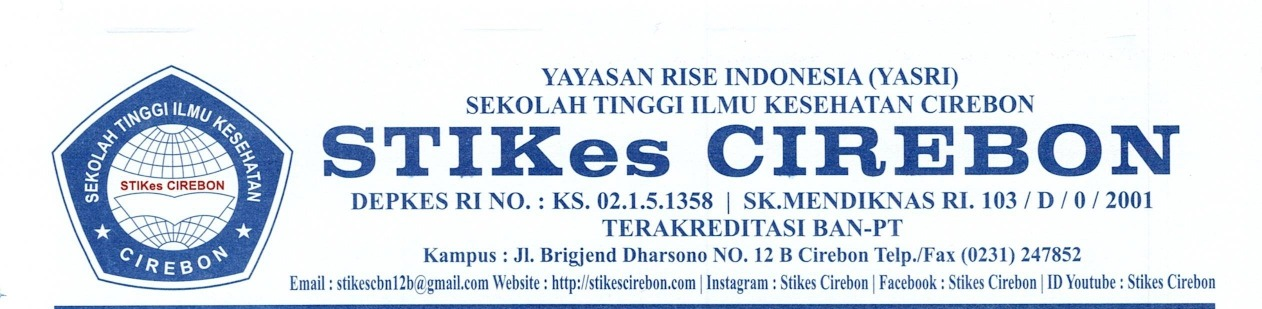 SEKOLAH TINGGI ILMU KESEHATAN
STIKes CIREBON
CIREBON
YAYASAN RISE INDONESIA (YASRI)
SEKOLAH TINGGI ILMU KESEHATAN CIREBON
STIKes CIREBON
DEPKES RI NO. : KS. 02.1.5.1358 | SK.MENDIKNAS RI. 103 / D / 0 / 2001
TERAKREDITASI BAN-PT
Kampus : Jl. Brigjend Dharsono NO. 12 B Cirebon Telp./Fax (0231) 247852
Email : stikescbn12b@gmail.com Website : http://stikescirebon.com | Instagram : Stikes Cirebon | Facebook : Stikes Cirebon | ID Youtube : Stikes Cirebon